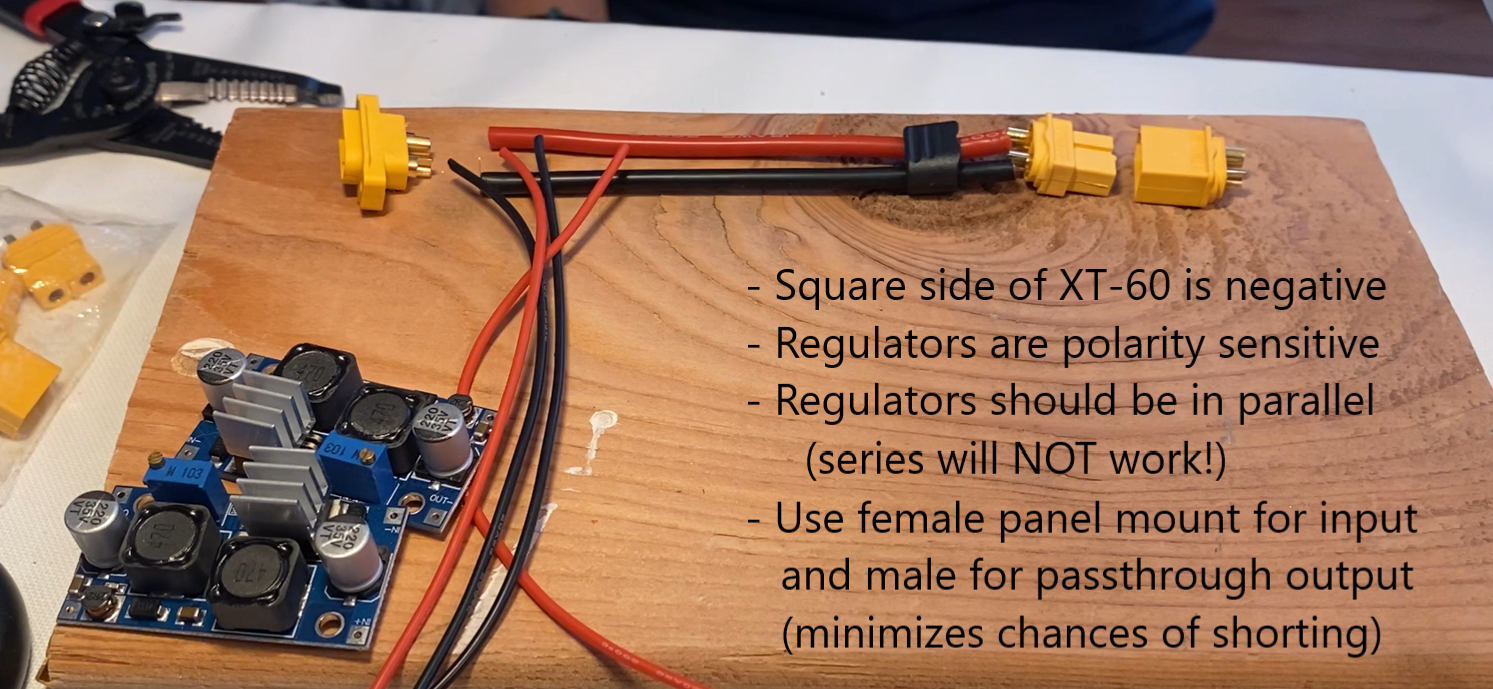 - Square side of XT-60 is negative
- Regulators are polarity sensitive
- Regulators should be in parallel
(series will NOT work!)
- Use female panel mount for input
and male for passthrough output
(minimizes chances of shorting)
220
35V
VT
470
470
220
35V
VT
IN-
W 103
W 103
OUT-
-NI
220
35V
VT
470
470
220
35V
VT
+NI